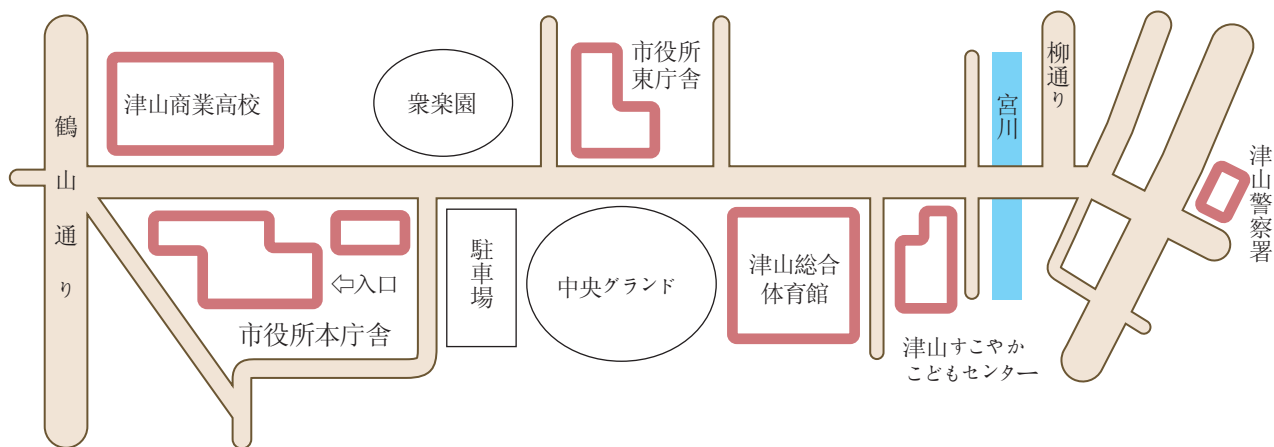 鶴山通り
津山商業高校
衆楽園
市役所
東庁舎
宮川
柳通り
津山警察署
⇦入口
市役所本庁舎
駐車場
中央グランド
津山総合
体育館
津山すこやか
こどもセンター